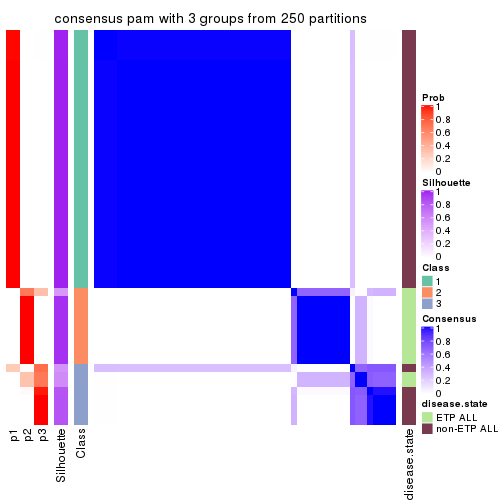 consensus pam with 3 groups from 250 partitions
Prob
1
0.8
0.6
0.4
0.2
0
Silhouette
1
0.8
0.6
0.4
0.2
0
Class
1
2
3
Consensus
1
0.8
0.6
0.4
0.2
0
disease.state
ETP ALL
non-ETP ALL
p1
p2
p3
Silhouette
Class
disease.state